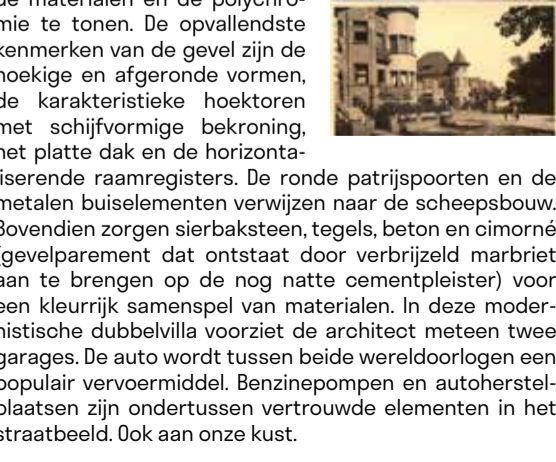 de materialen en de polychro-
mie te tonen. De opvallendste
kenmerken van de gevel zijn de
hoekige en afgeronde vormen,
de karakteristieke hoektoren
met schijfvormige bekroning,
het platte dak en de horizonta-
liserende raamregisters. De ronde patrijspoorten en de
metalen buiselementen verwijzen naar de scheepsbouw.
Bovendien zorgen sierbaksteen, tegels, beton en cimorné
(gevelparement dat ontstaat door verbrijzeld marbriet
aan te brengen op de nog natte cementpleister) voor
een kleurrijk samenspel van materialen. In deze moder-
nistische dubbelvilla voorziet de architect meteen twee
garages. De auto wordt tussen beide wereldoorlogen een
populair vervoermiddel. Benzinepompen en autoherstel-
plaatsen zijn ondertussen vertrouwde elementen in het
straatbeeld. Ook aan onze kust.